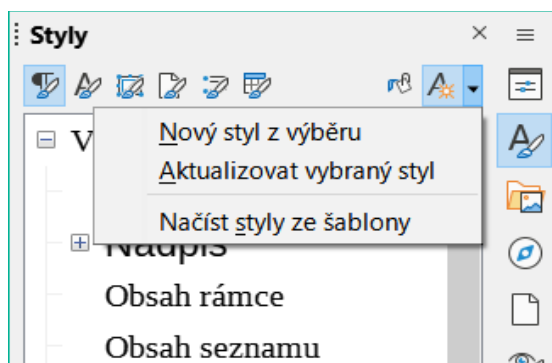 Styly
Nový styl z výběru
Aktualizovat vybraný styl
Načíst styly ze šablony
V
Nadpis
Obsah rámce
Obsah seznamu